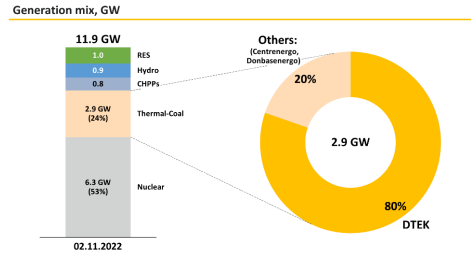 Generation mix, GW
11.9 GW
1.0
RES
0.9
Hydro
0.8
CHPPs
2.9 GW
(24%)
Thermal-Coal
6.3 GW
(53%)
Nuclear
02.11.2022
Others:
(Centrenergo,
Donbasenergo)
20%
2.9 GW
80%
DTEK